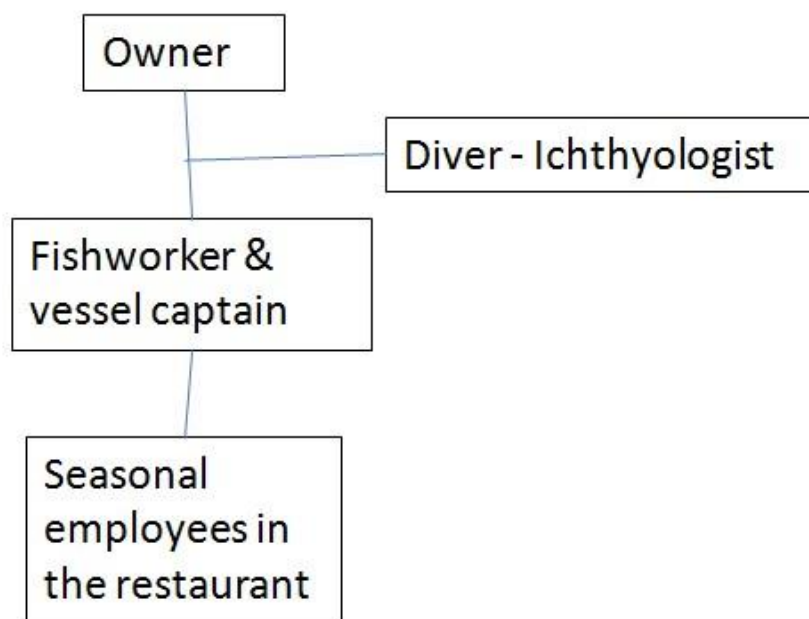 Owner
Diver - Ichthyologist
Fishworker &
vessel captain
Seasonal
employees in
the restaurant